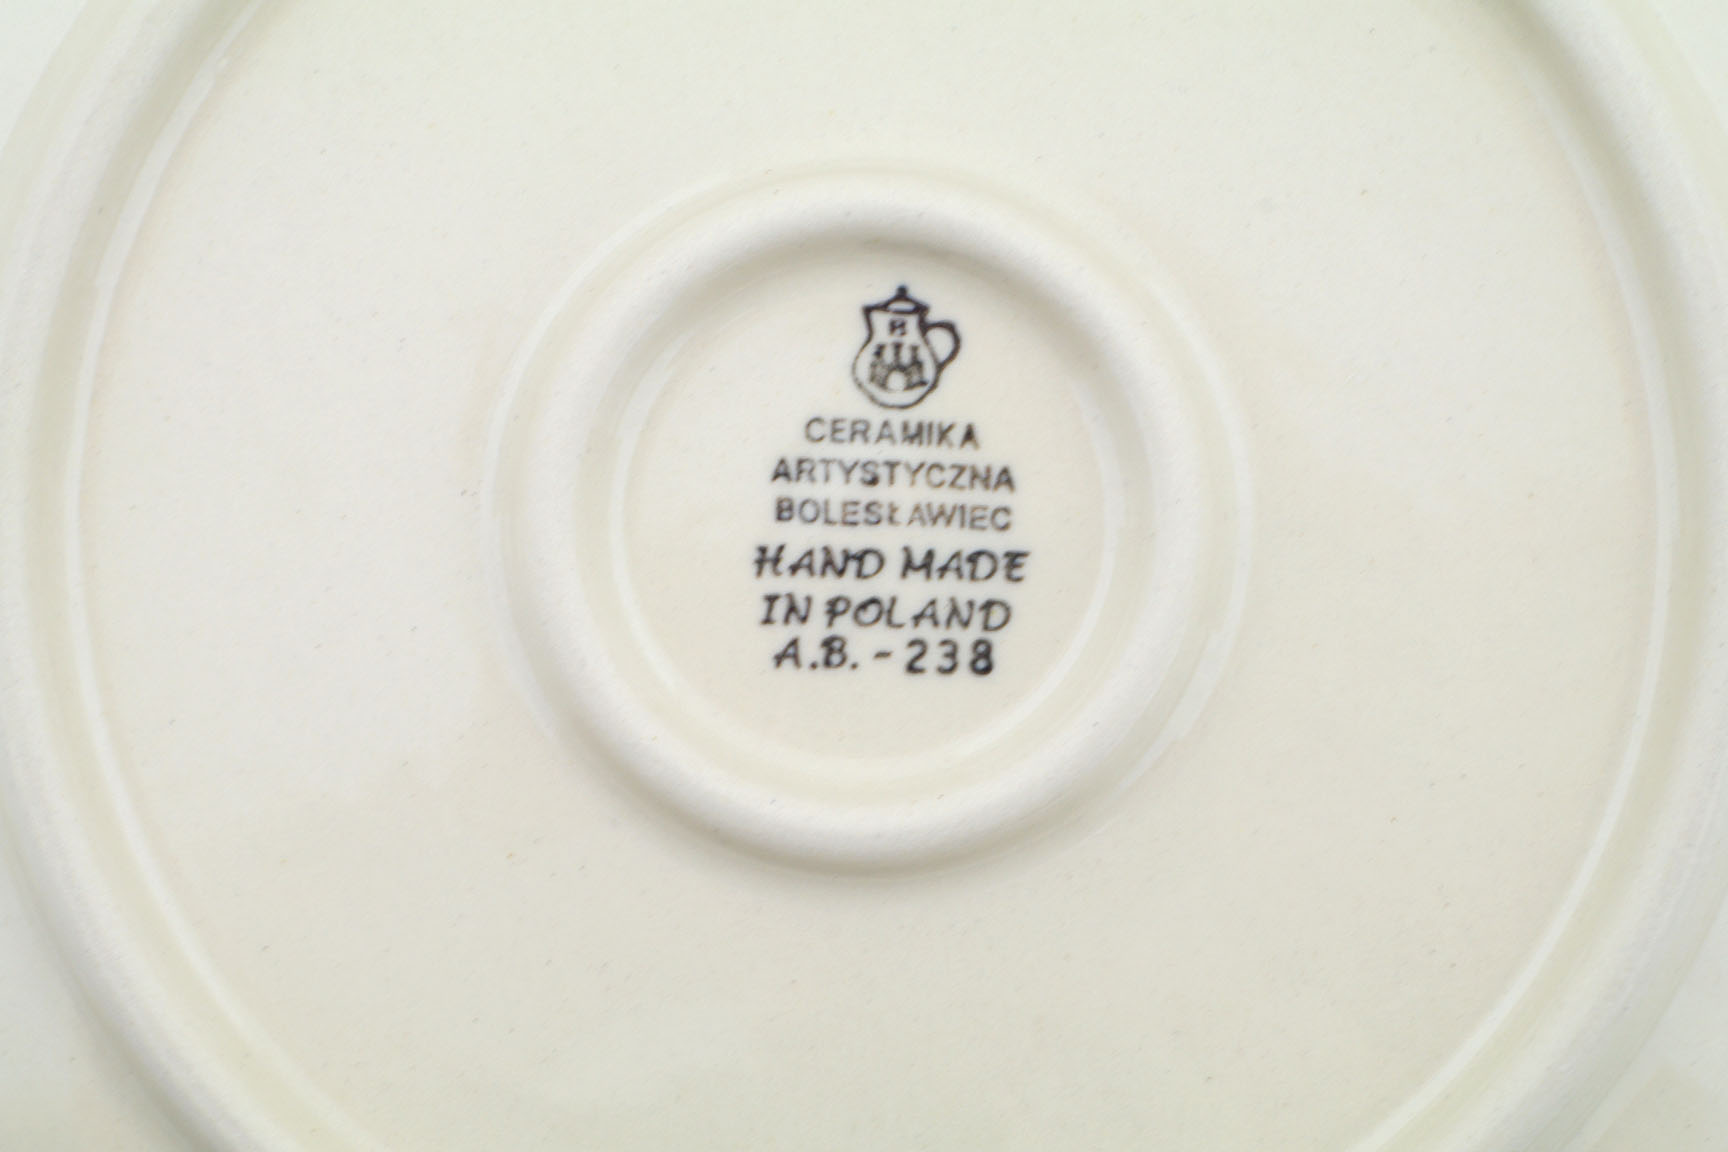 B
CERAMIKA
ARTYSTYCZNA
BOLESŁAWIEC
HAND MADE
IN POLAND
A.B. - 238